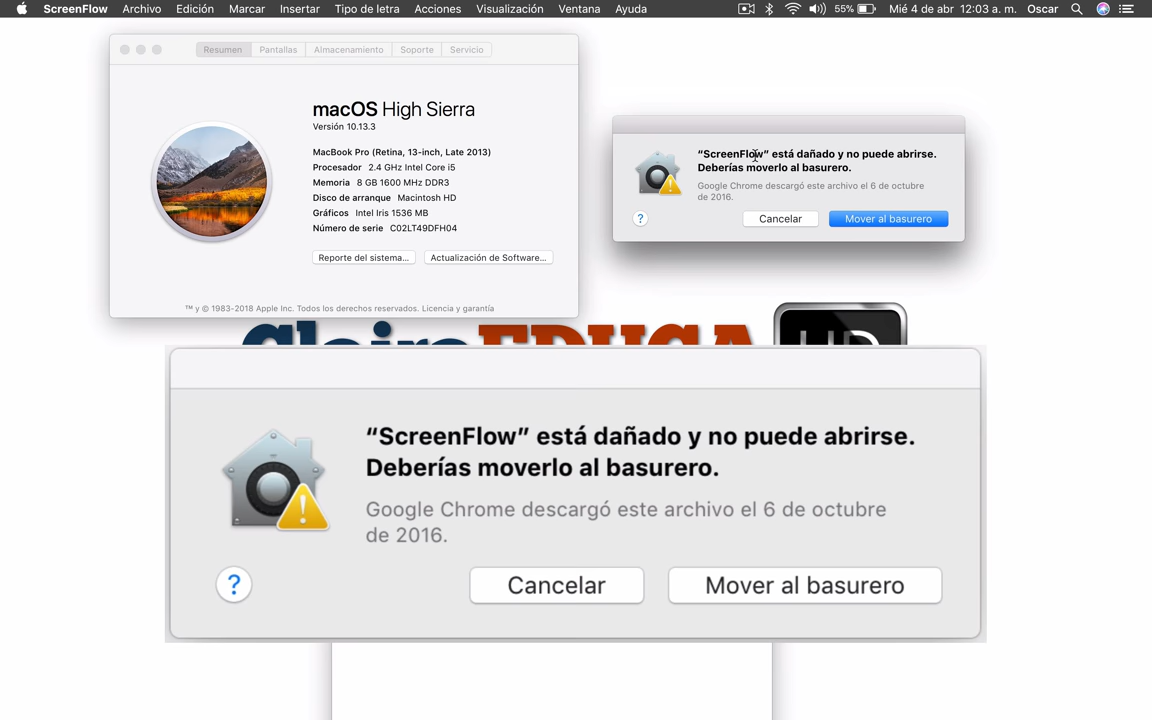 ScreenFlow Archivo Edición Marcar Insertar Tipo de letra Acciones Visualización Ventana Ayuda 55% Mié 4 de abr 12:03 a. m. Oscar
Resumen Pantallas Almacenamiento Soporte Servicio
macOS High Sierra
Versión 10.13.3
MacBook Pro (Retina, 13-inch, Late 2013)
Procesador 2.4 GHz Intel Core i5
Memoria 8 GB 1600 MHz DDR3
Disco de arranque Macintosh HD
Gráficos Intel Iris 1536 MB
Número de serie C02LT49DFH04
Reporte del sistema... Actualización de Software...
™ y © 1983-2018 Apple Inc. Todos los derechos reservados. Licencia y garantía
“ScreenFlow” está dañado y no puede abrirse.
Deberías moverlo al basurero.
Google Chrome descargó este archivo el 6 de octubre
de 2016.
? Cancelar Mover al basurero
EDUCA HD
“ScreenFlow” está dañado y no puede abrirse.
Deberías moverlo al basurero.
Google Chrome descargó este archivo el 6 de octubre
de 2016.
? Cancelar Mover al basurero